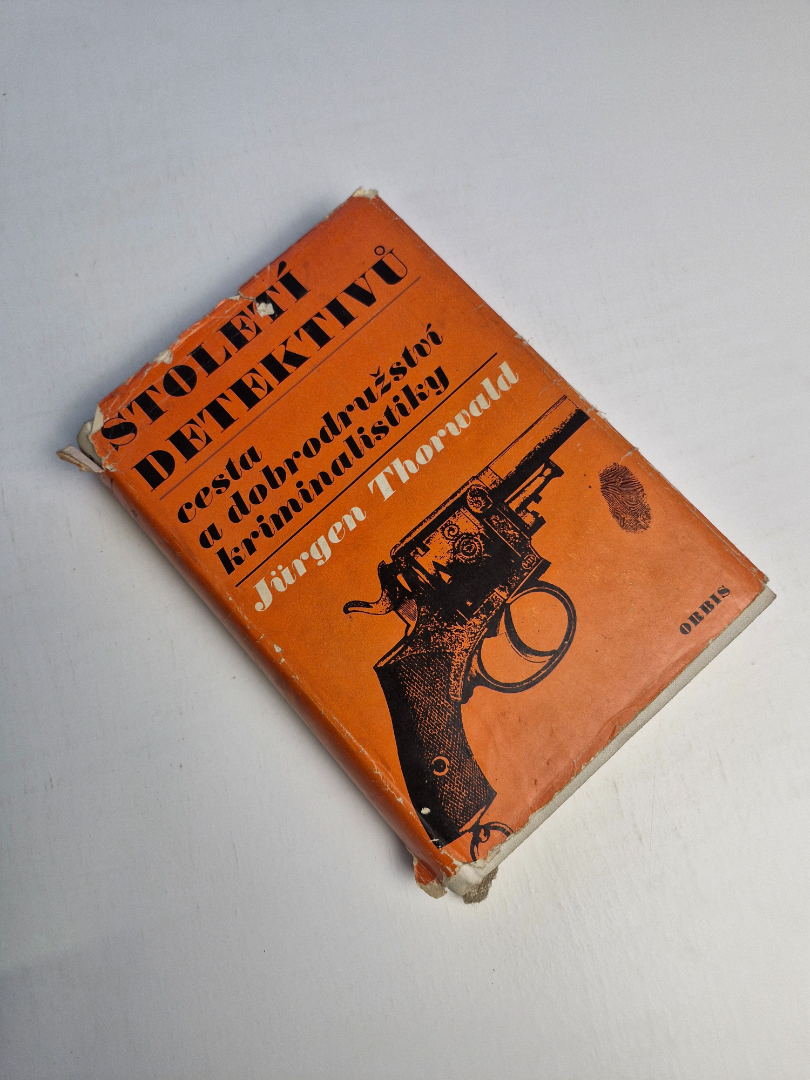 STOLETÍ
DETEKTIVŮ
cesta
a dobrodružství
kriminalistiky
Jürgen Thorwald
ORBIS